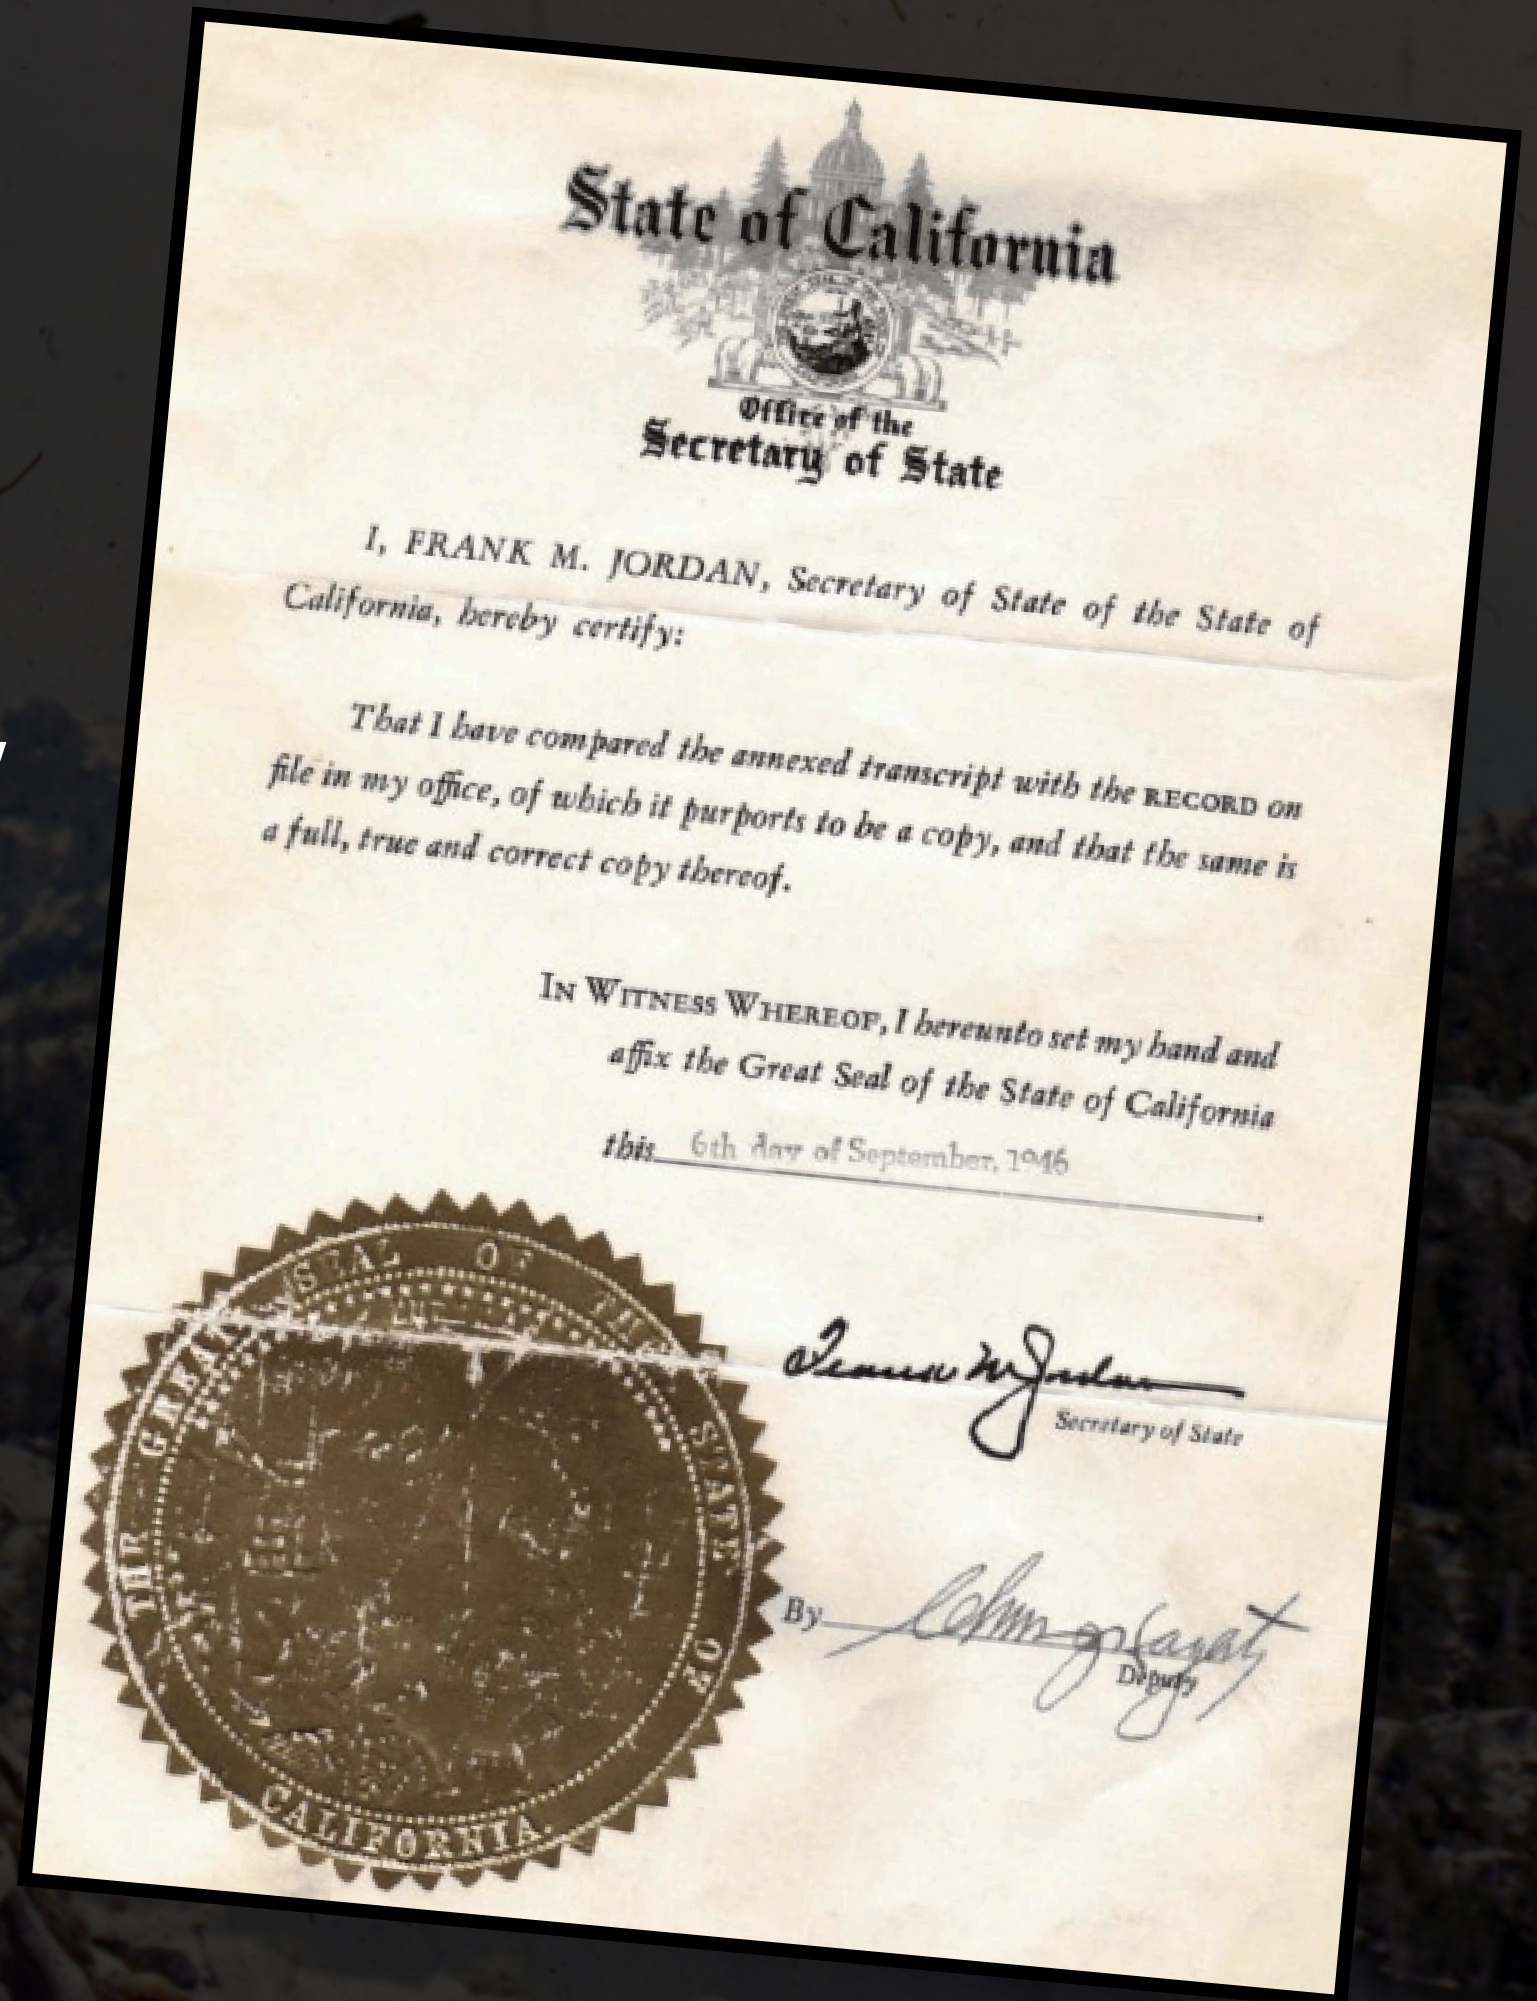 State of California
Office of the
Secretary of State
I, FRANK M. JORDAN, Secretary of State of the State of
California, hereby certify:
That I have compared the annexed transcript with the RECORD on
file in my office, of which it purports to be a copy, and that the same is
a full, true and correct copy thereof.
IN WITNESS WHEREOF, I hereunto set my hand and
affix the Great Seal of the State of California
this 6th day of September, 1946
Frank M Jordan
Secretary of State
By
Deputy
THE GREAT SEAL OF THE STATE OF CALIFORNIA